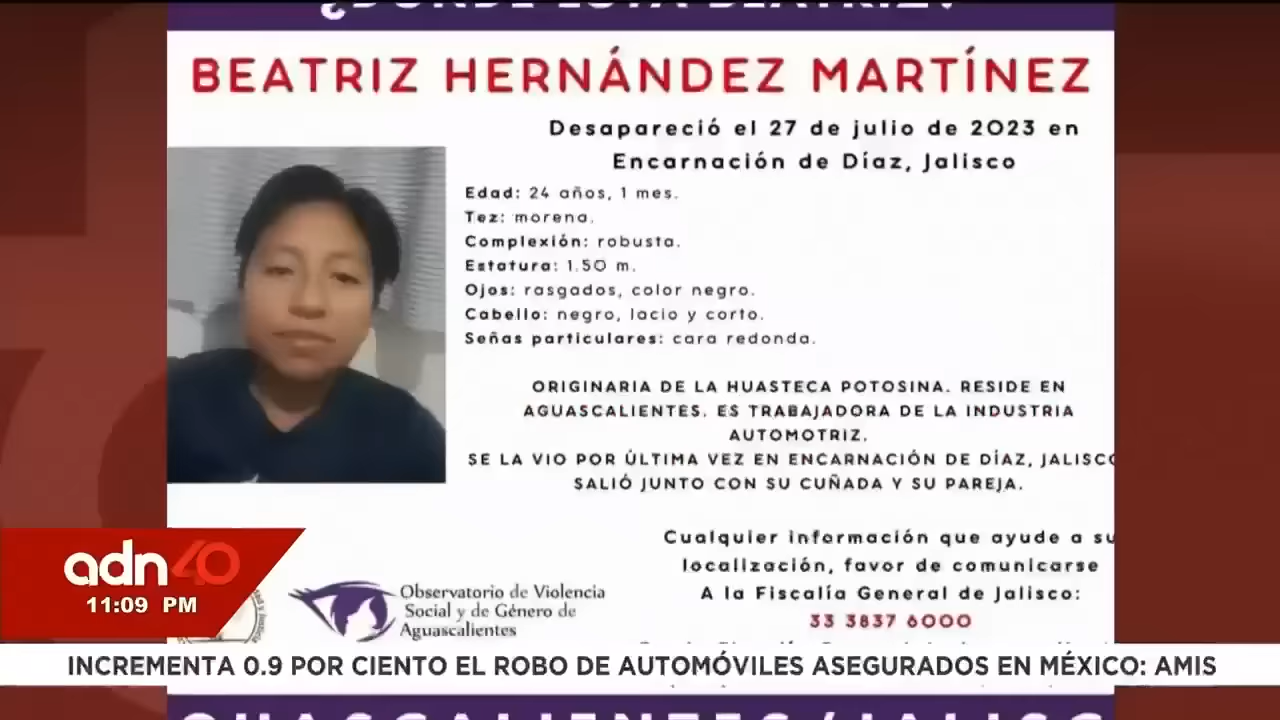 ¿DÓNDE ESTÁ BEATRIZ?
BEATRIZ HERNÁNDEZ MARTÍNEZ
Desapareció el 27 de julio de 2023 en
Encarnación de Díaz, Jalisco
Edad: 24 años, 1 mes.
Tez: morena.
Complexión: robusta.
Estatura: 1.50 m.
Ojos: rasgados, color negro.
Cabello: negro, lacio y corto.
Señas particulares: cara redonda.
ORIGINARIA DE LA HUASTECA POTOSINA. RESIDE EN
AGUASCALIENTES. ES TRABAJADORA DE LA INDUSTRIA
AUTOMOTRIZ.
SE LA VIO POR ÚLTIMA VEZ EN ENCARNACIÓN DE DÍAZ, JALISCO
SALIÓ JUNTO CON SU CUÑADA Y SU PAREJA.
Cualquier información que ayude a su
localización, favor de comunicarse
A la Fiscalía General de Jalisco:
33 3837 6000
Observatorio de Violencia
Social y de Género de
Aguascalientes
adn40
11:09 PM
INCREMENTA 0.9 POR CIENTO EL ROBO DE AUTOMÓVILES ASEGURADOS EN MÉXICO: AMIS